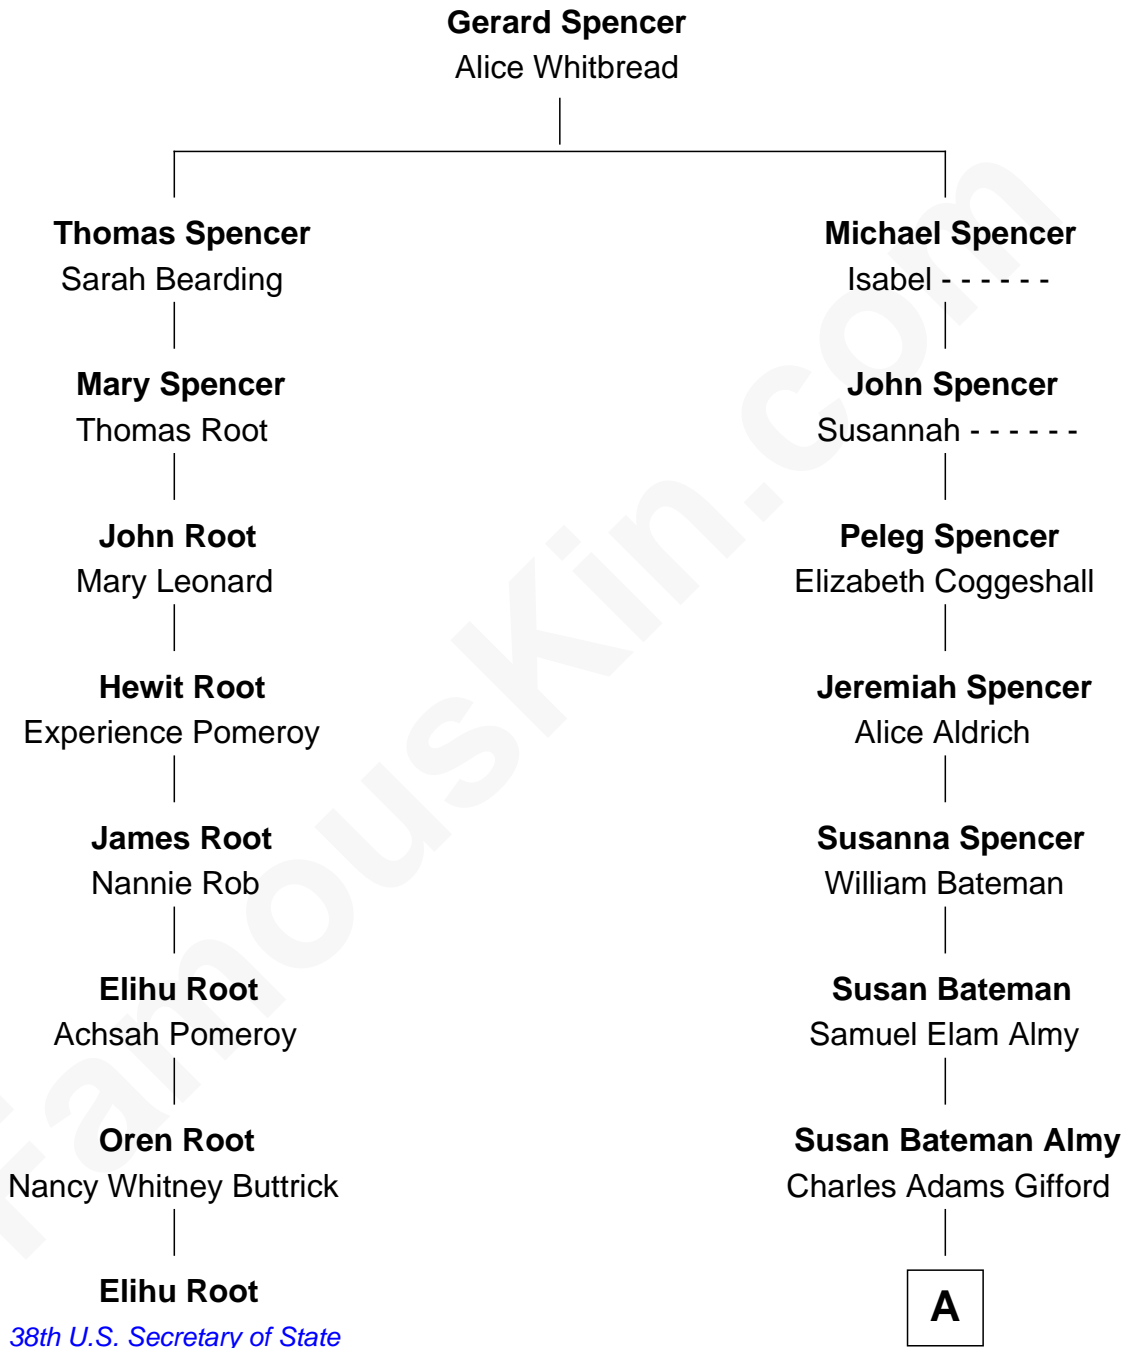 Gerard Spencer
Alice Whitbread
Thomas Spencer
Sarah Bearding
Mary Spencer
Thomas Root
John Root
Mary Leonard
Hewit Root
Experience Pomeroy
James Root
Nannie Rob
Elihu Root
Achsah Pomeroy
Oren Root
Nancy Whitney Buttrick
Elihu Root
38th U.S. Secretary of State
Michael Spencer
Isabel - - - - - -
John Spencer
Susannah - - - - - -
Peleg Spencer
Elizabeth Coggeshall
Jeremiah Spencer
Alice Aldrich
Susanna Spencer
William Bateman
Susan Bateman
Samuel Elam Almy
Susan Bateman Almy
Charles Adams Gifford
A
FamousKin.com